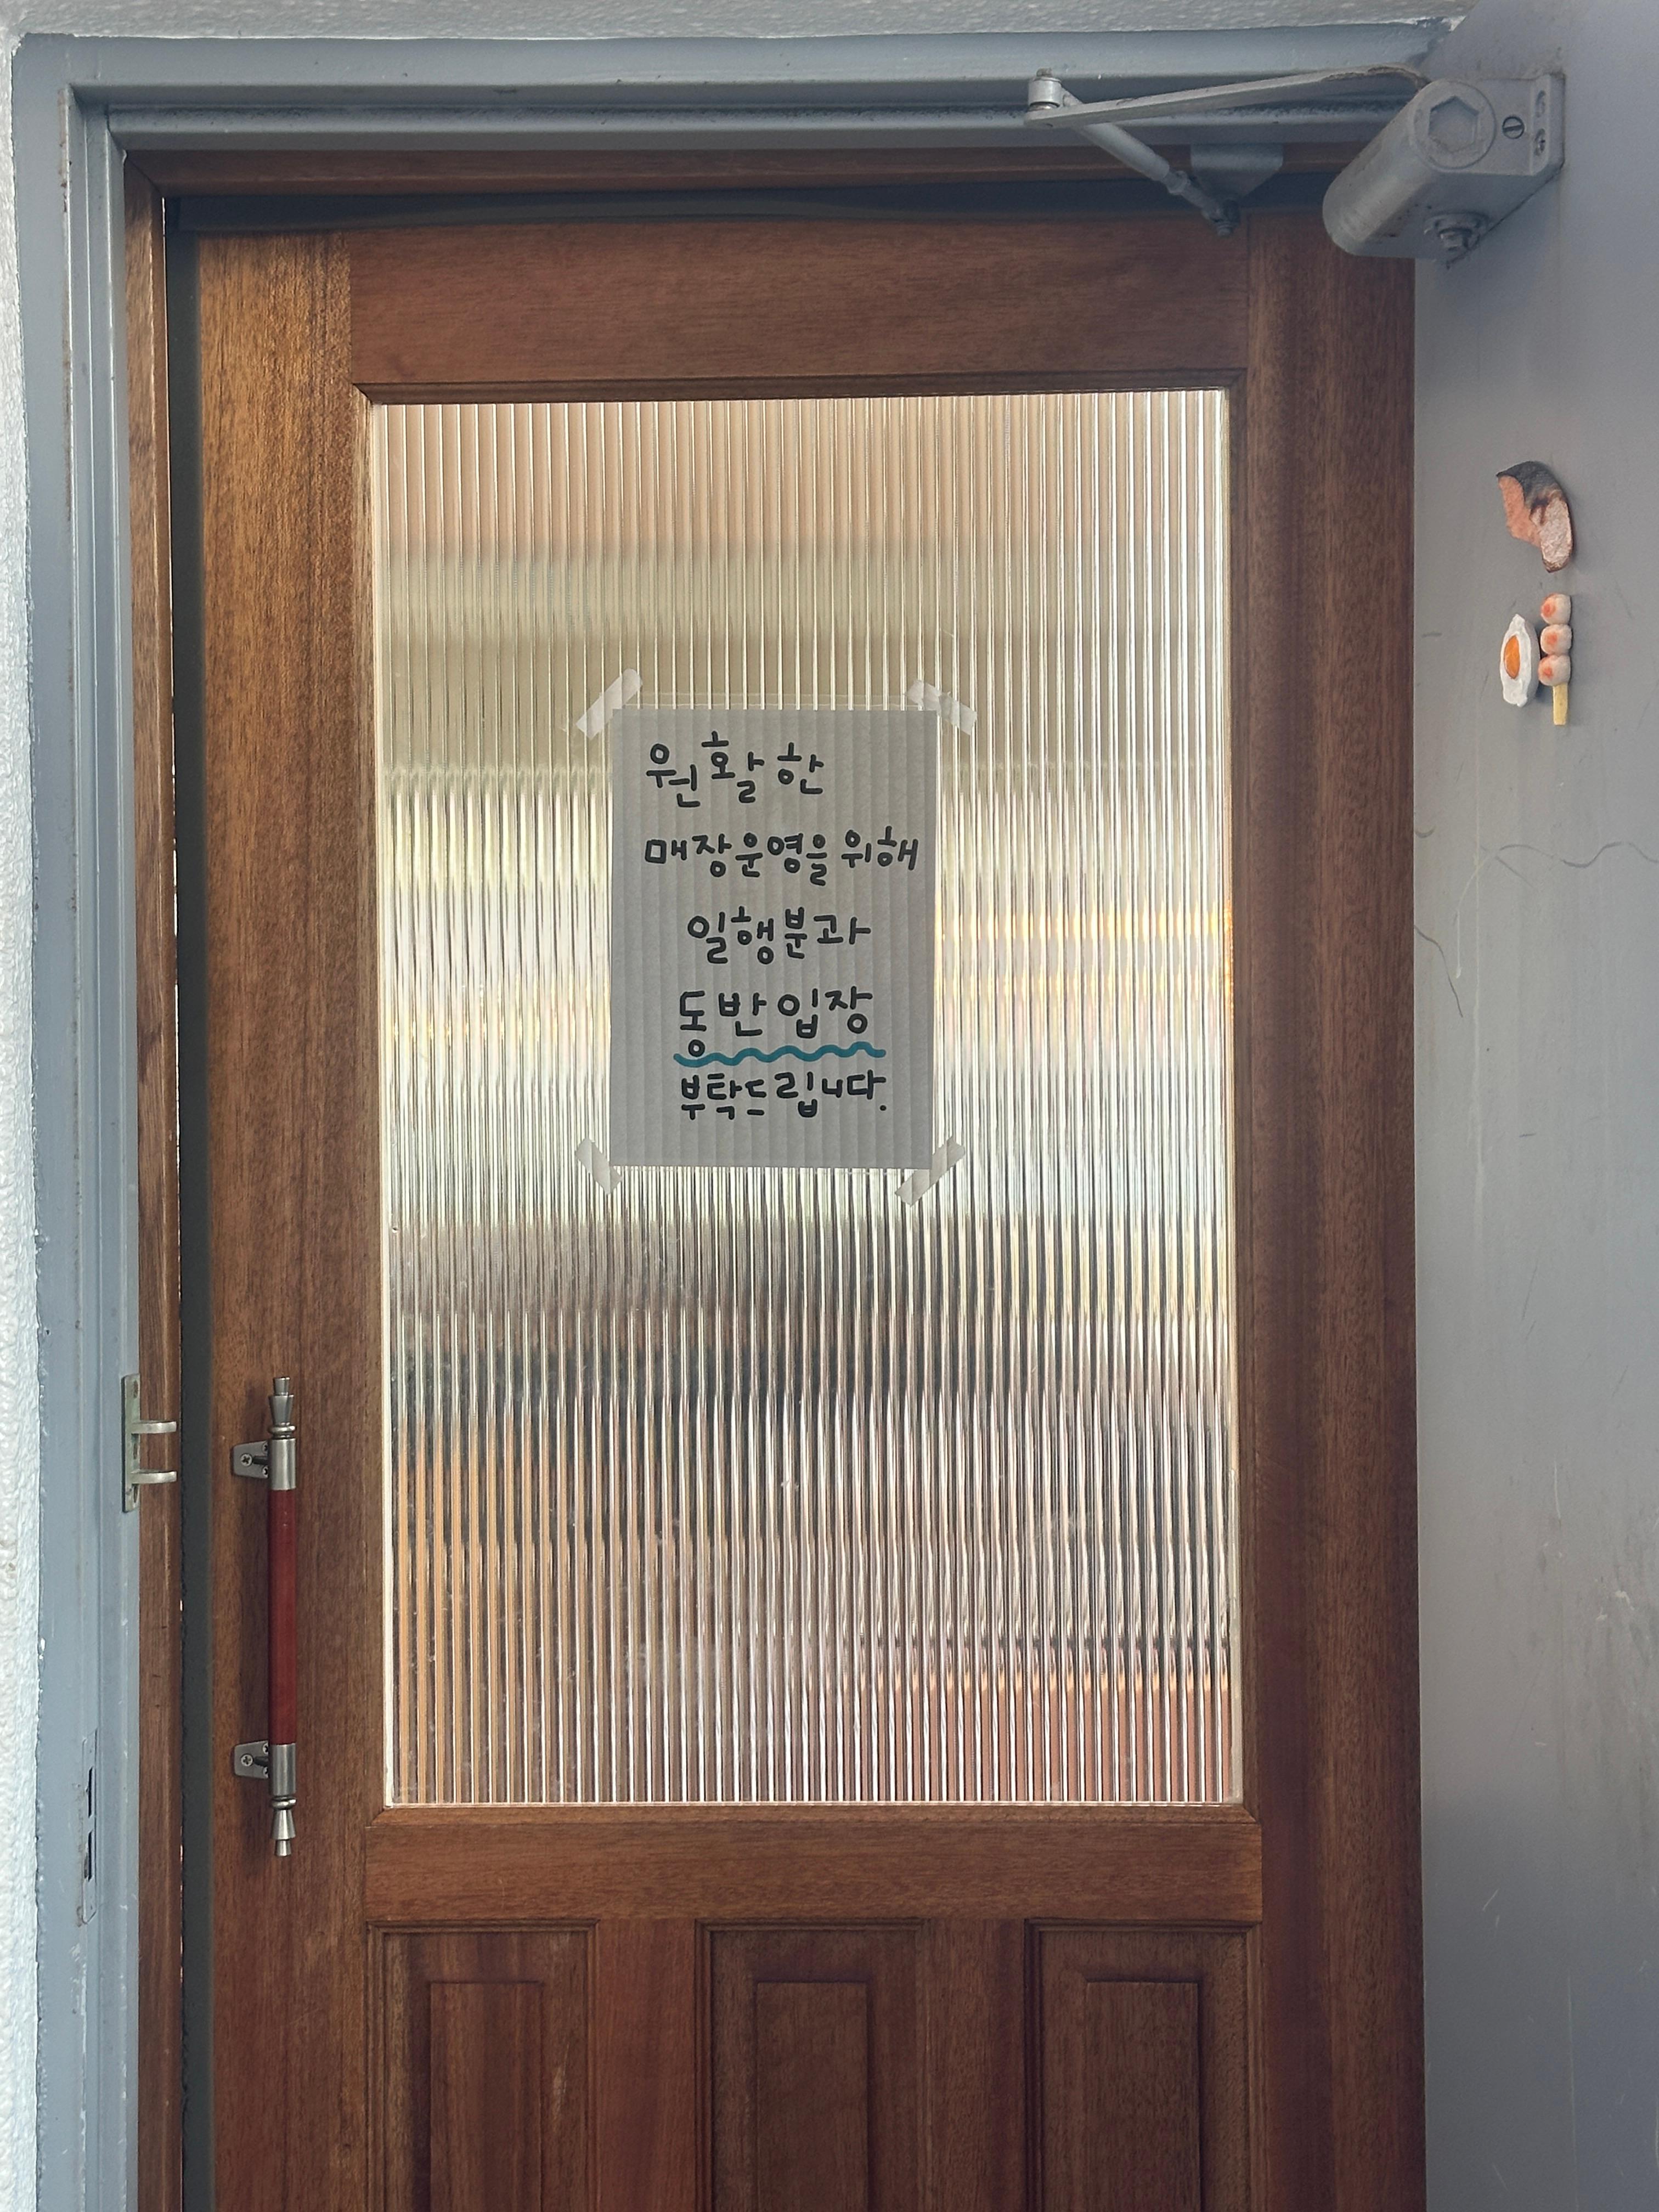 원활한
매장운영을위해
일행분과
동반입장
부탁드립니다.